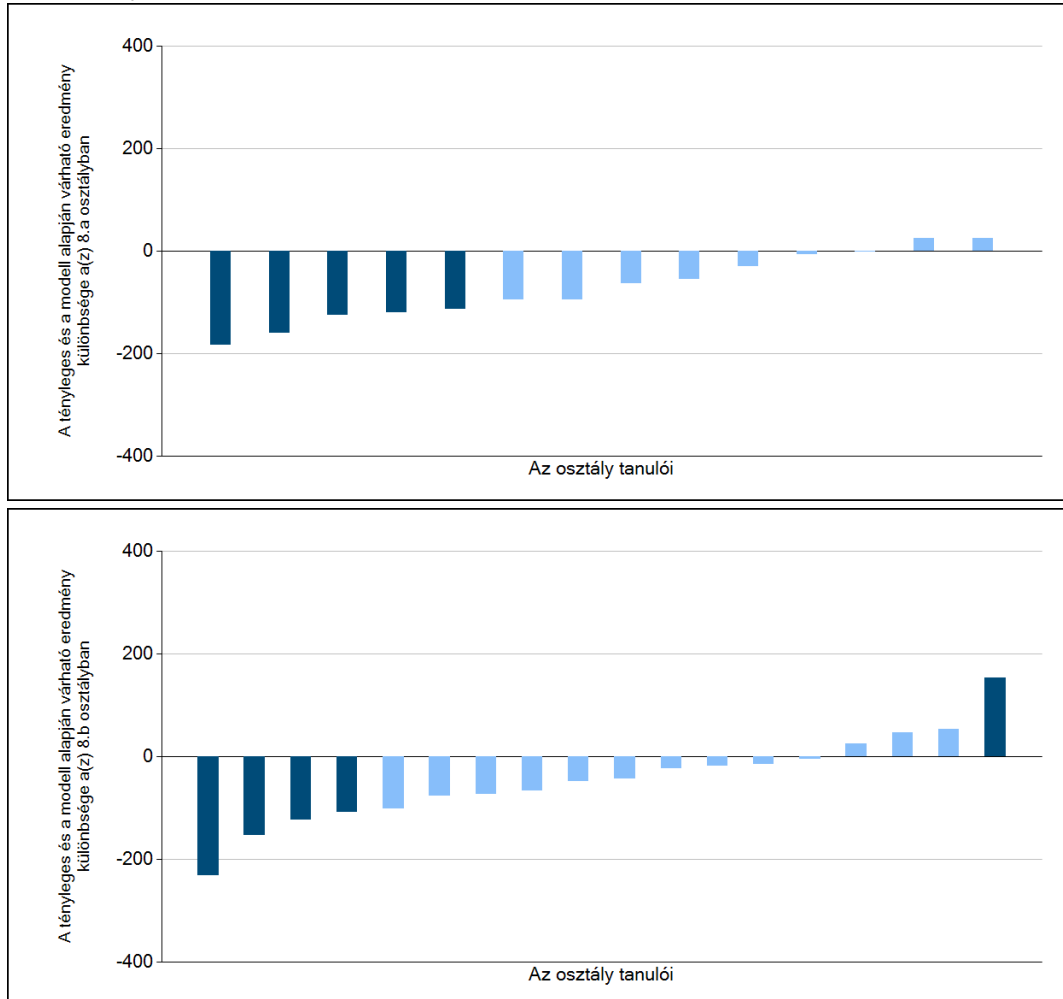 A tényleges és a modell alapján várható eredmény
különbsége a(z) 8.a osztályban
400
200
0
-200
-400
Az osztály tanulói
A tényleges és a modell alapján várható eredmény
különbsége a(z) 8.b osztályban
400
200
0
-200
-400
Az osztály tanulói